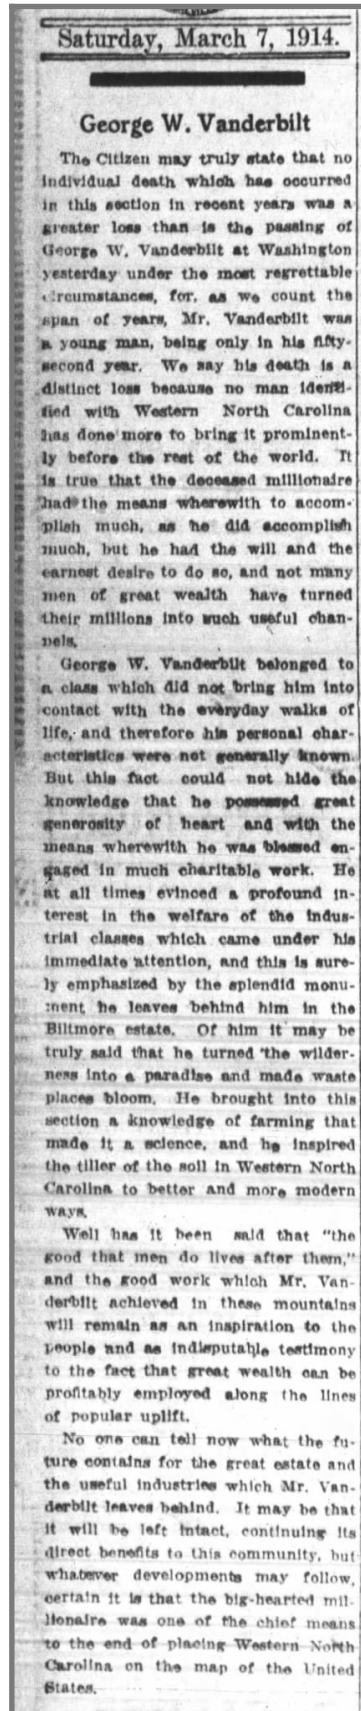 Saturday, March 7, 1914.
George W. Vanderbilt
The Citizen may truly state that no
individual death which has occurred
in this section in recent years was a
greater loss than is the passing of
George W. Vanderbilt at Washington
yesterday under the most regrettable
circumstances, for, as we count the
span of years, Mr. Vanderbilt was
a young man, being only in his fifty-
second year. We say his death is a
distinct loss because no man identi-
fied with Western North Carolina
has done more to bring it prominent-
ly before the rest of the world. It
is true that the deceased millionaire
had the means wherewith to accom-
plish much, as he did accomplish
much, but he had the will and the
earnest desire to do so, and not many
men of great wealth have turned
their millions into such useful chan-
nels.
George W. Vanderbilt belonged to
a class which did not bring him into
contact with the everyday walks of
life, and therefore his personal char-
acteristics were not generally known.
But this fact could not hide the
knowledge that he possessed great
generosity of heart and with the
means wherewith he was blessed en-
gaged in much charitable work. He
at all times evinced a profound in-
terest in the welfare of the indus-
trial classes which came under his
immediate attention, and this is sure-
ly emphasized by the splendid monu-
ment he leaves behind him in the
Biltmore estate. Of him it may be
truly said that he turned the wilder-
ness into a paradise and made waste
places bloom. He brought into this
section a knowledge of farming that
made it a science, and he inspired
the tiller of the soil in Western North
Carolina to better and more modern
ways.
Well has it been said that "the
good that men do lives after them,"
and the good work which Mr. Van-
derbilt achieved in these mountains
will remain as an inspiration to the
people and as indisputable testimony
to the fact that great wealth can be
profitably employed along the lines
of popular uplift.
No one can tell now what the fu-
ture contains for the great estate and
the useful industries which Mr. Van-
derbilt leaves behind. It may be that
it will be left intact, continuing its
direct benefits to this community, but
whatever developments may follow,
certain it is that the big-hearted mil-
lionaire was one of the chief means
to the end of placing Western North
Carolina on the map of the United
States.